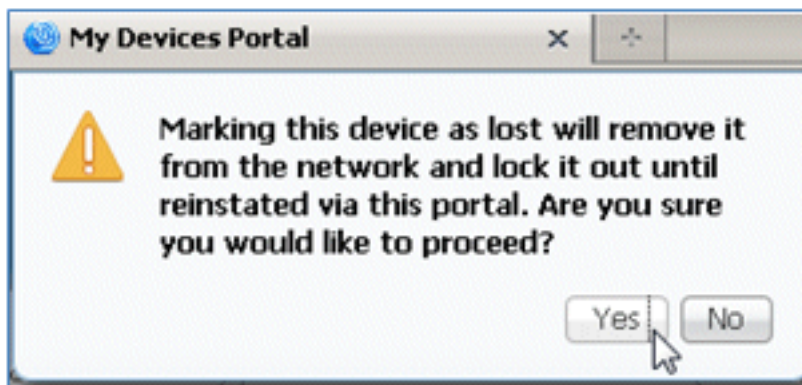 My Devices Portal
Marking this device as lost will remove it
from the network and lock it out until
reinstated via this portal. Are you sure
you would like to proceed?
Yes No